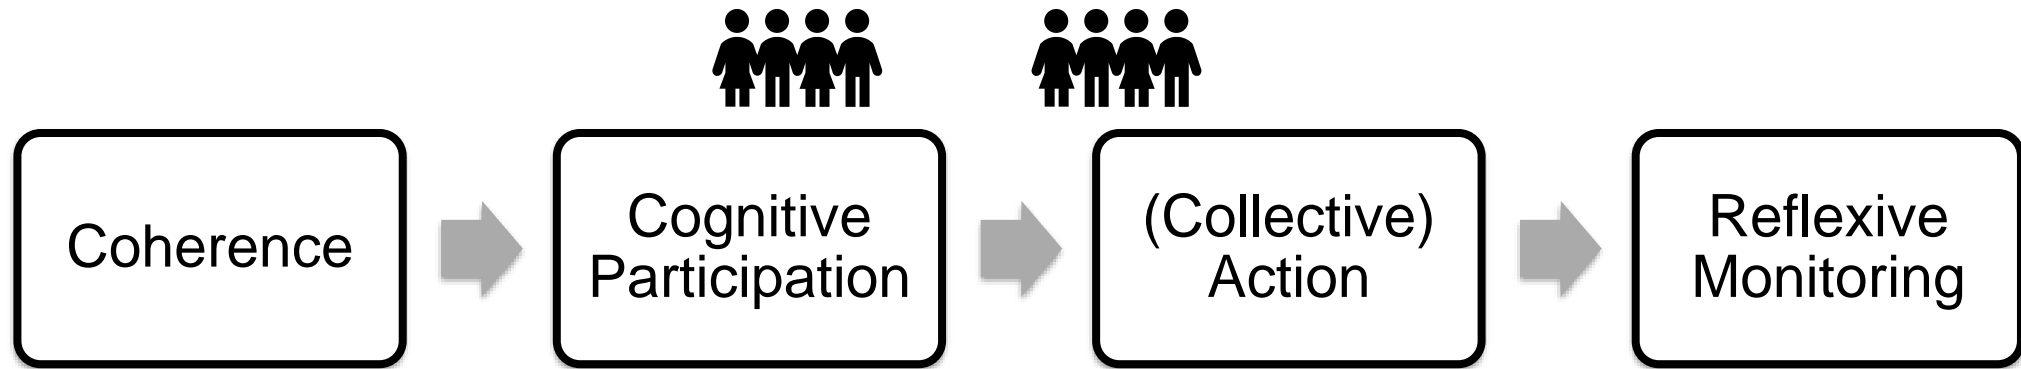 Coherence
Cognitive
Participation
(Collective)
Action
Reflexive
Monitoring